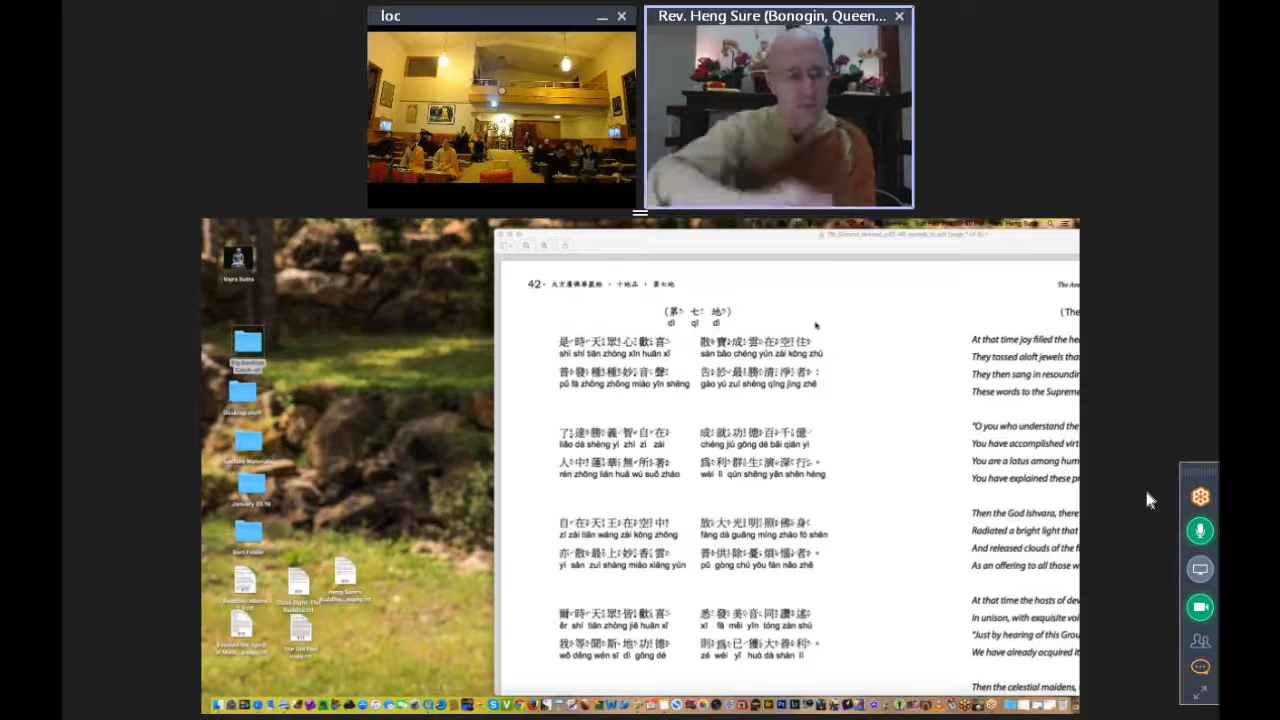 loc
Rev. Heng Sure (Bonogin, Queen...
Vajra Sutra
Desktop stuff
Lecture Materials
January 23.16
42 · 大方廣佛華嚴經 · 十地品 · 第七地
(第 七 地)
dì qī dì
是時天眾心歡喜 散寶成雲在空住
shì shí tiān zhòng xīn huān xǐ sàn bǎo chéng yún zài kōng zhù
普發種種妙音聲 告於最勝清淨者：
pǔ fā zhǒng zhǒng miào yīn shēng gào yú zuì shèng qīng jìng zhě
了達勝義智自在 成就功德百千億
liǎo dá shèng yì zhì zì zài chéng jiù gōng dé bǎi qiān yì
人中蓮華無所著 為利群生演深行。
rén zhōng lián huā wú suǒ zhāo wèi lì qún shēng yǎn shēn hèng
自在天王在空中 放大光明照佛身
zì zài tiān wáng zài kōng zhōng fàng dà guāng míng zhào fó shēn
亦散最上妙香雲 普供除憂煩惱者。
yì sàn zuì shàng miào xiāng yún pǔ gòng chú yōu fán nǎo zhě
爾時天眾皆歡喜 悉發美音同讚述
ěr shí tiān zhòng jiē huān xǐ xī fā měi yīn tóng zàn shù
我等聞斯地功德 則為已獲大善利。
wǒ děng wén sī dì gōng dé zé wéi yǐ huò dà shàn lì
(The
At that time joy filled the he
They tossed aloft jewels that
They then sang in resoundin
These words to the Supreme
"O you who understand the
You have accomplished virt
You are a lotus among hum
You have explained these pr
Then the God Ishvara, there
Radiated a bright light that
And released clouds of the f
As an offering to all those w
At that time the hosts of dev
In unison, with exquisite voi
"Just by hearing of this Grou
We have already acquired it
Then the celestial maidens,